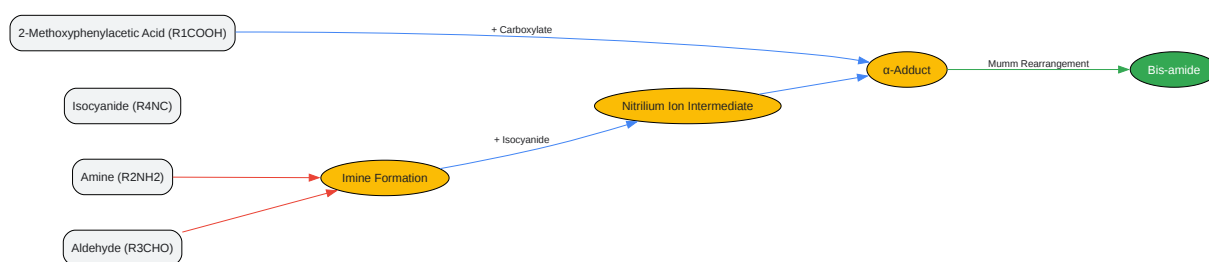 2-Methoxyphenylacetic Acid (R1COOH)
+ Carboxylate
α-Adduct
Mumm Rearrangement
Bis-amide
Isocyanide (R4NC)
Nitrilium Ion Intermediate
+ Isocyanide
Amine (R2NH2)
Imine Formation
Aldehyde (R3CHO)